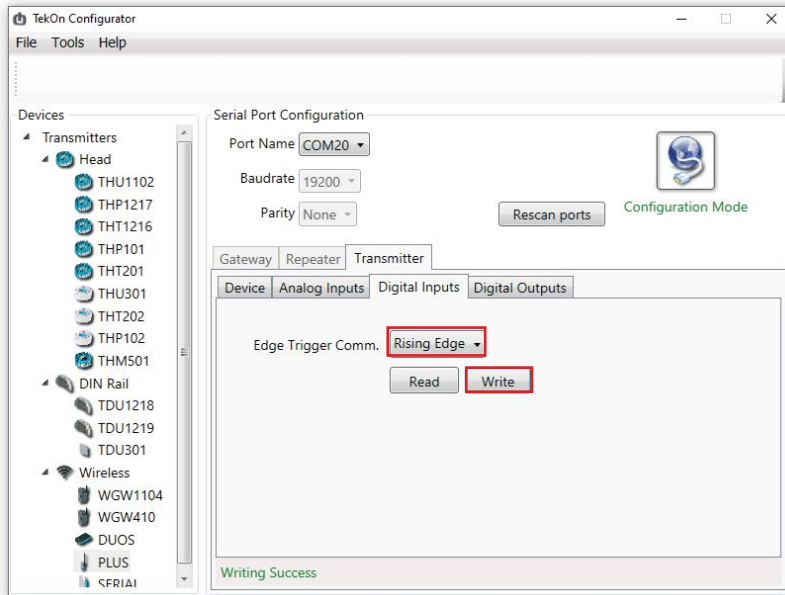 TekOn Configurator
File Tools Help
Devices
Transmitters
Head
THU1102
THP1217
THT1216
THP101
THT201
THU301
THT202
THP102
THM501
DIN Rail
TDU1218
TDU1219
TDU301
Wireless
WGW1104
WGW410
DUOS
PLUS
SERIAL
Serial Port Configuration
Port Name COM20
Baudrate 19200
Parity None
Rescan ports
Configuration Mode
Gateway Repeater Transmitter
Device Analog Inputs Digital Inputs Digital Outputs
Edge Trigger Comm. Rising Edge
Read Write
Writing Success